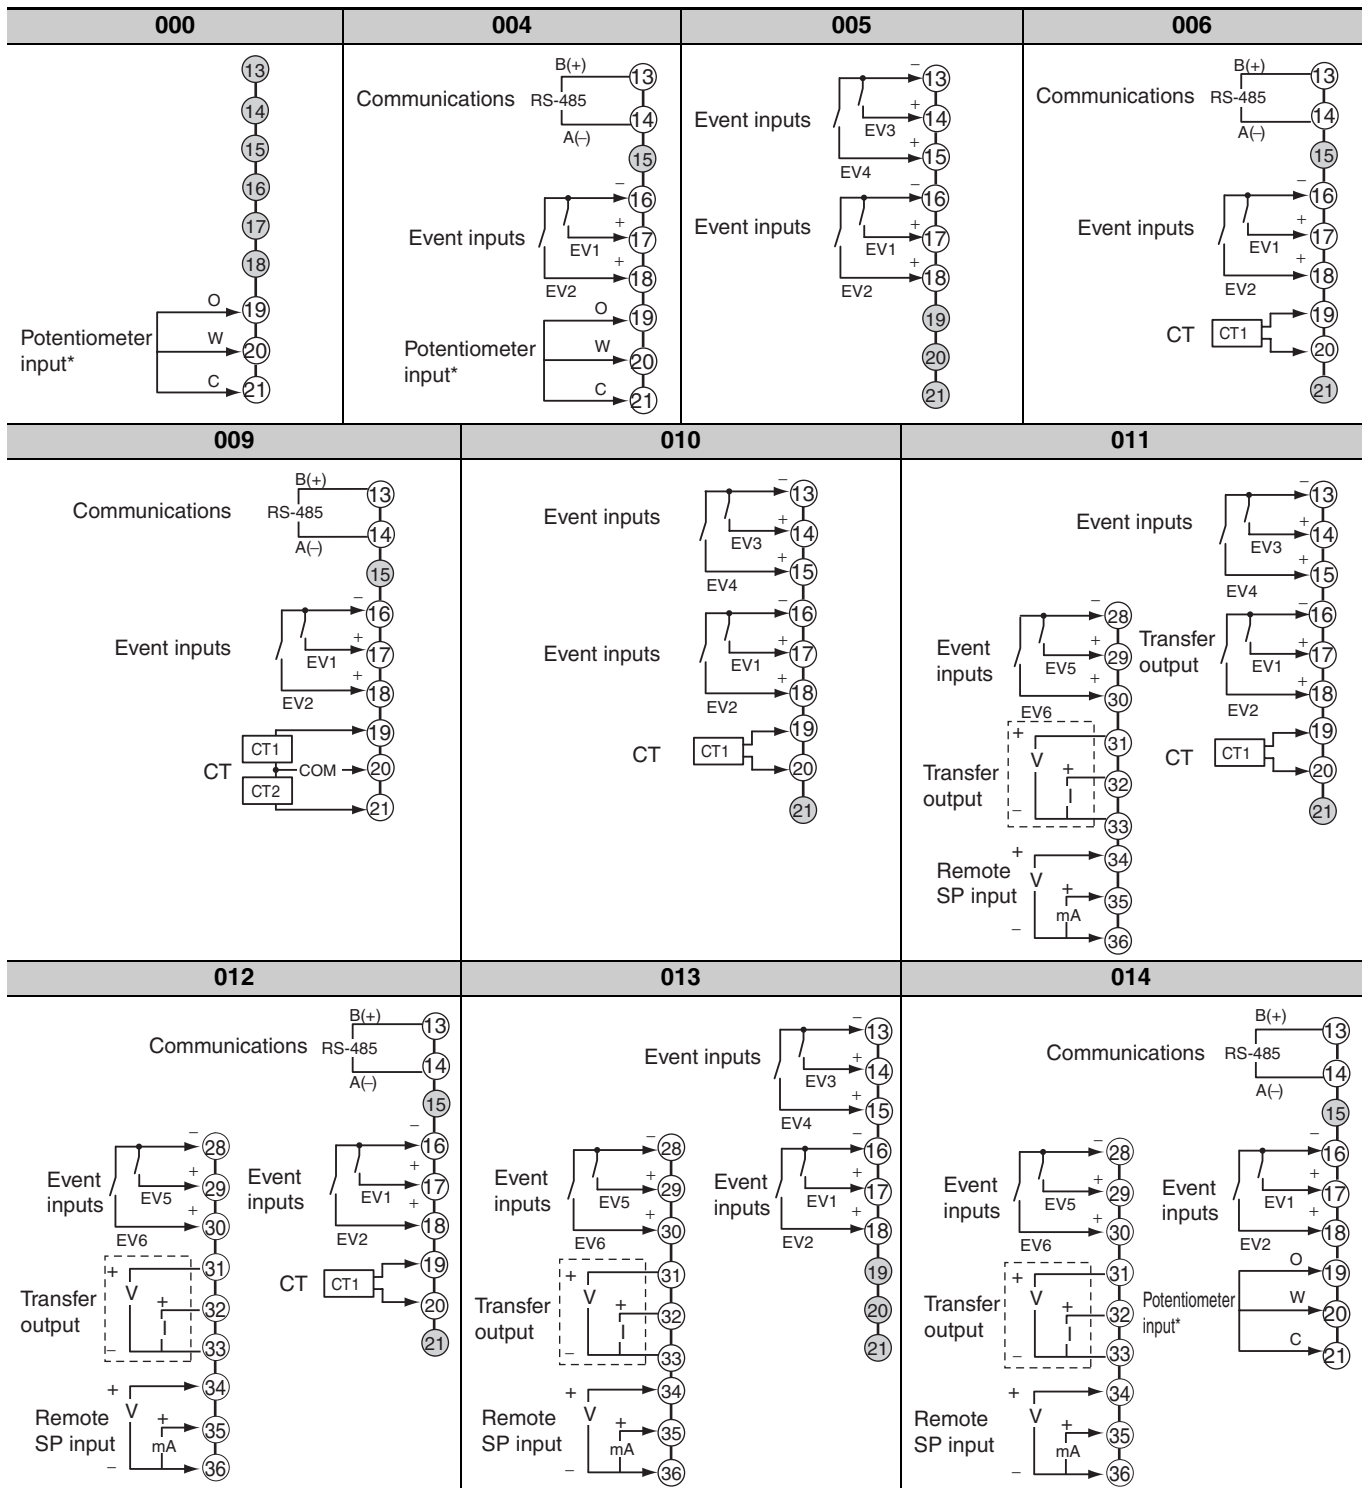 000
13
14
15
16
17
18
O
19
Potentiometer
input*
W
20
C
21
004
B(+)
13
Communications
RS-485
14
A(–)
15
–
16
Event inputs
+
17
EV1
+
18
EV2
O
19
Potentiometer
input*
W
20
C
21
005
–
13
Event inputs
+
14
EV3
+
15
EV4
–
16
Event inputs
+
17
EV1
+
18
EV2
19
20
21
006
B(+)
13
Communications
RS-485
14
A(–)
15
–
16
Event inputs
+
17
EV1
+
18
EV2
19
CT
CT1
20
21
009
B(+)
13
Communications
RS-485
14
A(–)
15
–
16
Event inputs
+
17
EV1
+
18
EV2
19
CT1
CT
COM
20
CT2
21
010
–
13
Event inputs
+
14
EV3
+
15
EV4
–
16
Event inputs
+
17
EV1
+
18
EV2
19
CT
CT1
20
21
011
–
13
Event inputs
+
14
EV3
+
15
EV4
–
28
Event
inputs
+
29
EV5
+
30
EV6
+
31
V
Transfer
output
+
32
I
–
33
+
34
Remote
SP input
V
+
35
mA
–
36
–
16
Transfer
output
+
17
EV1
+
18
EV2
19
CT
CT1
20
21
012
B(+)
13
Communications
RS-485
14
A(–)
15
–
28
Event
inputs
+
29
EV5
+
30
EV6
+
31
V
Transfer
output
+
32
I
–
33
+
34
V
Remote
SP input
+
35
mA
–
36
–
16
Event
inputs
+
17
EV1
+
18
EV2
19
CT
CT1
20
21
013
–
13
Event inputs
+
14
EV3
+
15
EV4
–
28
Event
inputs
+
29
EV5
+
30
EV6
+
31
V
Transfer
output
+
32
I
–
33
+
34
V
Remote
SP input
+
35
mA
–
36
–
16
Event
inputs
+
17
EV1
+
18
EV2
19
20
21
014
B(+)
13
Communications
RS-485
14
A(–)
15
–
28
Event
inputs
+
29
EV5
+
30
EV6
+
31
V
Transfer
output
+
32
I
–
33
+
34
V
Remote
SP input
+
35
mA
–
36
–
16
Event
inputs
+
17
EV1
+
18
EV2
O
19
Potentiometer
input*
W
20
C
21